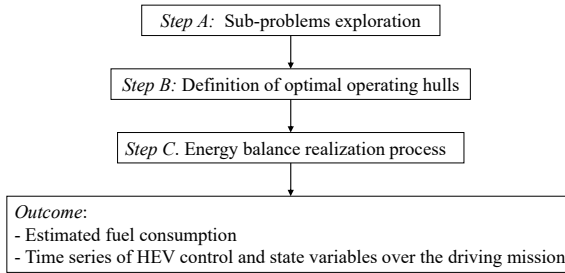 Step A: Sub-problems exploration
Step B: Definition of optimal operating hulls
Step C. Energy balance realization process
Outcome:
- Estimated fuel consumption
- Time series of HEV control and state variables over the driving mission